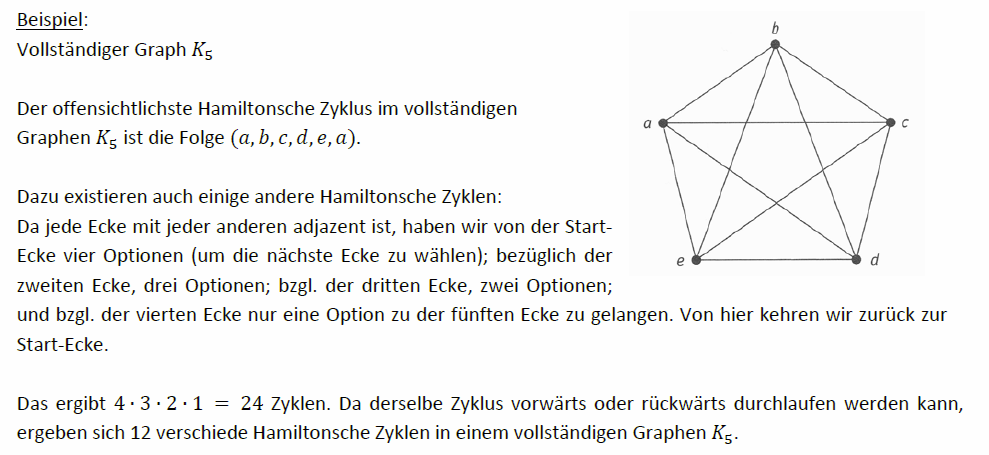 Beispiel:
Vollständiger Graph K₅
Der offensichtlichste Hamiltonsche Zyklus im vollständigen
Graphen K₅ ist die Folge (a, b, c, d, e, a).
Dazu existieren auch einige andere Hamiltonsche Zyklen:
Da jede Ecke mit jeder anderen adjazent ist, haben wir von der Start-
Ecke vier Optionen (um die nächste Ecke zu wählen); bezüglich der
zweiten Ecke, drei Optionen; bzgl. der dritten Ecke, zwei Optionen;
und bzgl. der vierten Ecke nur eine Option zu der fünften Ecke zu gelangen. Von hier kehren wir zurück zur
Start-Ecke.
Das ergibt 4 · 3 · 2 · 1 = 24 Zyklen. Da derselbe Zyklus vorwärts oder rückwärts durchlaufen werden kann,
ergeben sich 12 verschiede Hamiltonsche Zyklen in einem vollständigen Graphen K₅.
b
a
c
e
d